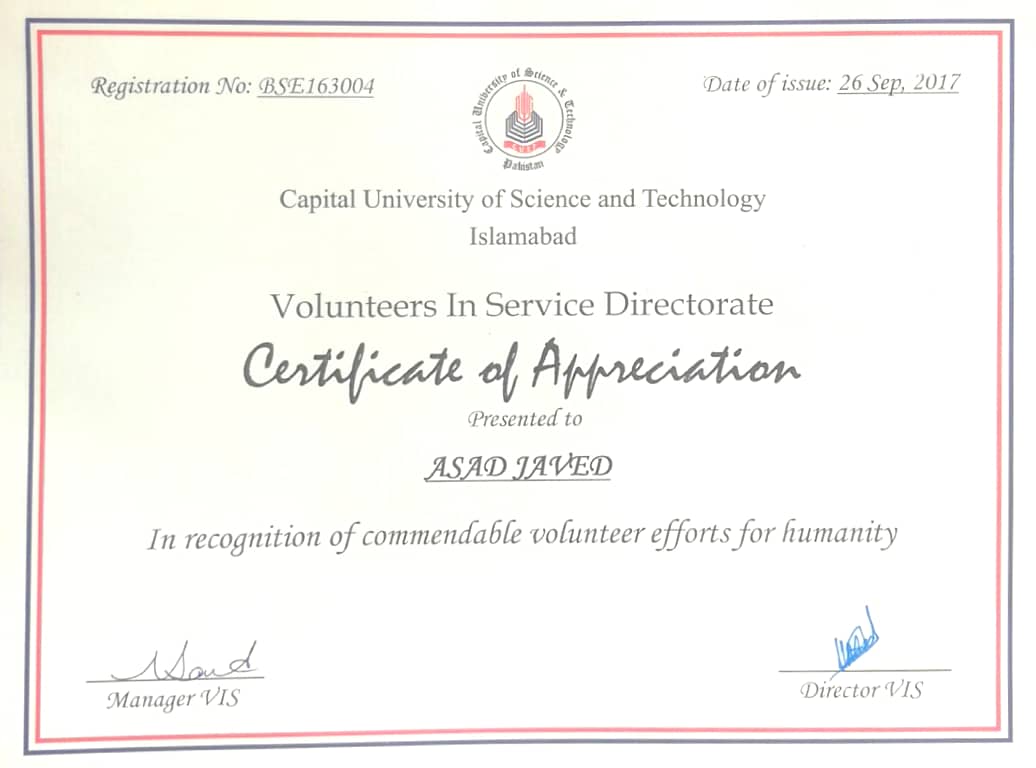 Registration No: BSE163004
Date of issue: 26 Sep, 2017
Capital University of Science & Technology
Pakistan
CUST
Capital University of Science and Technology
Islamabad
Volunteers In Service Directorate
Certificate of Appreciation
Presented to
ASAD JAVED
In recognition of commendable volunteer efforts for humanity
Manager VIS
Director VIS